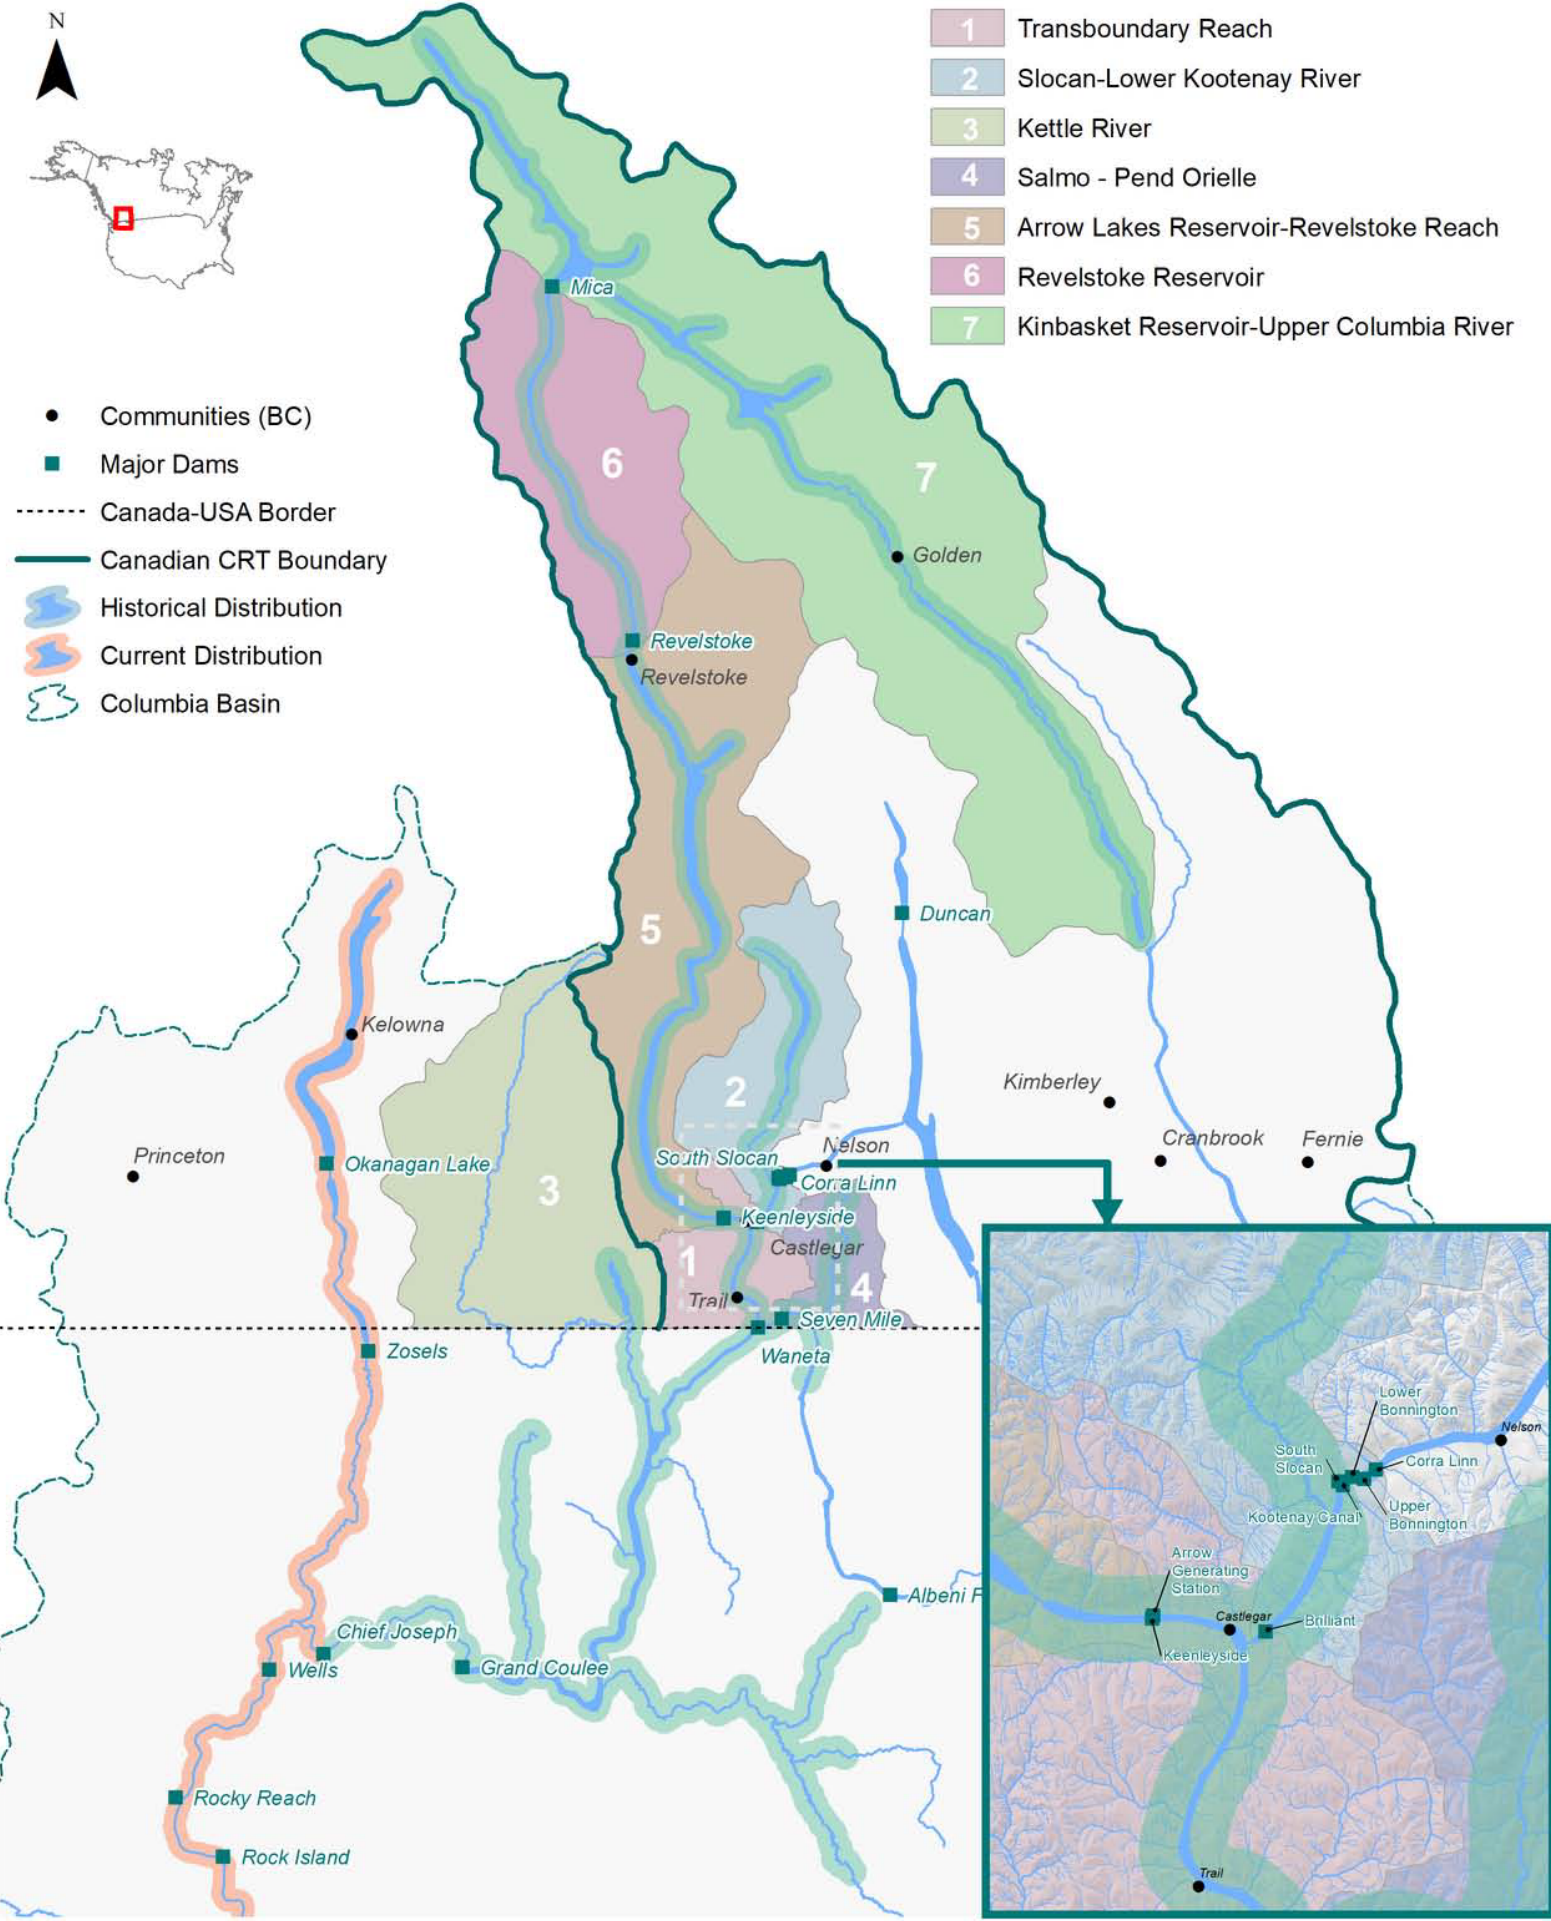 N
1 Transboundary Reach
2 Slocan-Lower Kootenay River
3 Kettle River
4 Salmo - Pend Orielle
5 Arrow Lakes Reservoir-Revelstoke Reach
6 Revelstoke Reservoir
7 Kinbasket Reservoir-Upper Columbia River
Communities (BC)
Major Dams
Canada-USA Border
Canadian CRT Boundary
Historical Distribution
Current Distribution
Columbia Basin
Mica
6
7
Golden
Revelstoke
Revelstoke
5
Duncan
Kelowna
Kimberley
2
Princeton
Okanagan Lake
South Slocan
Nelson
Cranbrook
Fernie
Corra Linn
3
Keenleyside
Castlegar
1
4
Trail
Seven Mile
Zosels
Waneta
Albeni F
Chief Joseph
Wells
Grand Coulee
Rocky Reach
Rock Island
Lower
Bonnington
Nelson
South
Slocan
Corra Linn
Kootenay Canal
Upper
Bonnington
Arrow
Generating
Station
Castlegar
Brilliant
Keenleyside
Trail